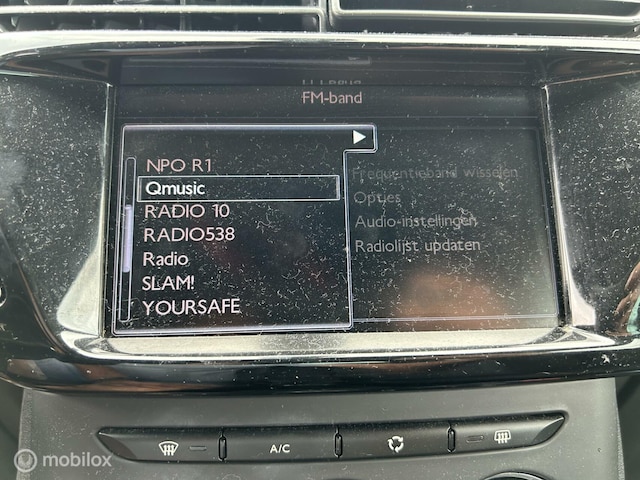 FM-band
NPO R1
Qmusic
RADIO 10
RADIO538
Radio
SLAM!
YOURSAFE
Frequentieband wisselen
Opties
Audio-instellingen
Radiolijst updaten
A/C
mobilox